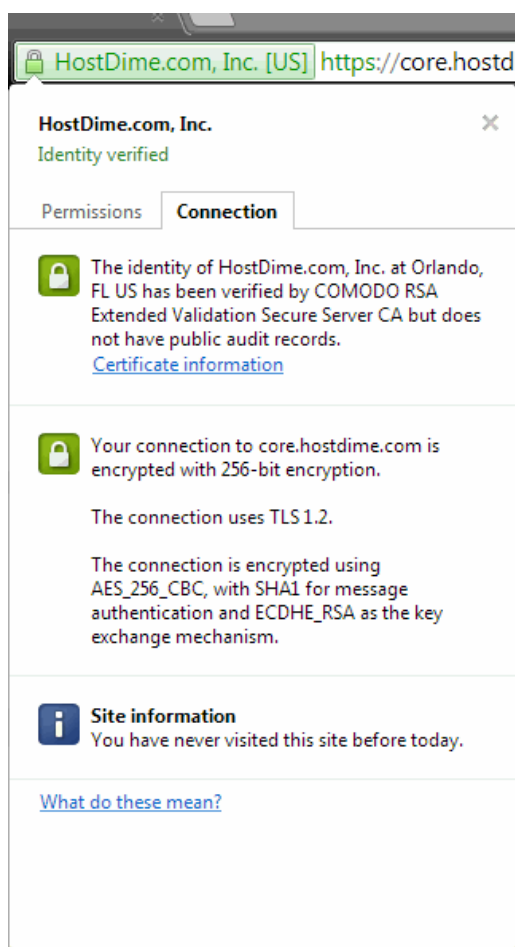 HostDime.com, Inc. [US] https://core.hostd
HostDime.com, Inc.
Identity verified
Permissions Connection
The identity of HostDime.com, Inc. at Orlando,
FL US has been verified by COMODO RSA
Extended Validation Secure Server CA but does
not have public audit records.
Certificate information
Your connection to core.hostdime.com is
encrypted with 256-bit encryption.
The connection uses TLS 1.2.
The connection is encrypted using
AES_256_CBC, with SHA1 for message
authentication and ECDHE_RSA as the key
exchange mechanism.
Site information
You have never visited this site before today.
What do these mean?